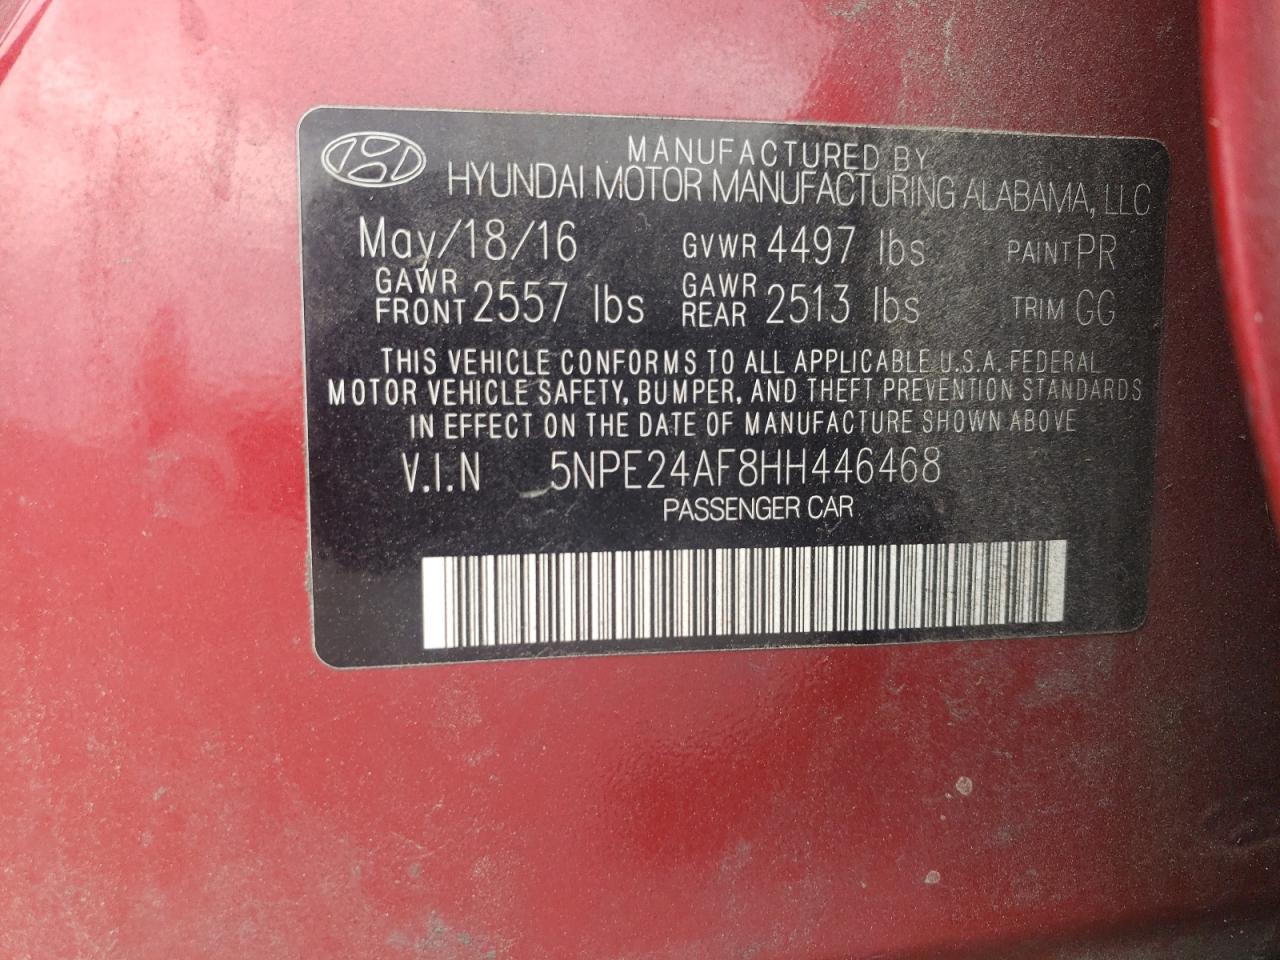 MANUFACTURED BY
HYUNDAI MOTOR MANUFACTURING ALABAMA, LLC
May/18/16 GVWR 4497 lbs PAINT PR
GAWR FRONT 2557 lbs GAWR REAR 2513 lbs TRIM GG
THIS VEHICLE CONFORMS TO ALL APPLICABLE U.S.A. FEDERAL
MOTOR VEHICLE SAFETY, BUMPER, AND THEFT PREVENTION STANDARDS
IN EFFECT ON THE DATE OF MANUFACTURE SHOWN ABOVE
V.I.N 5NPE24AF8HH446468
PASSENGER CAR